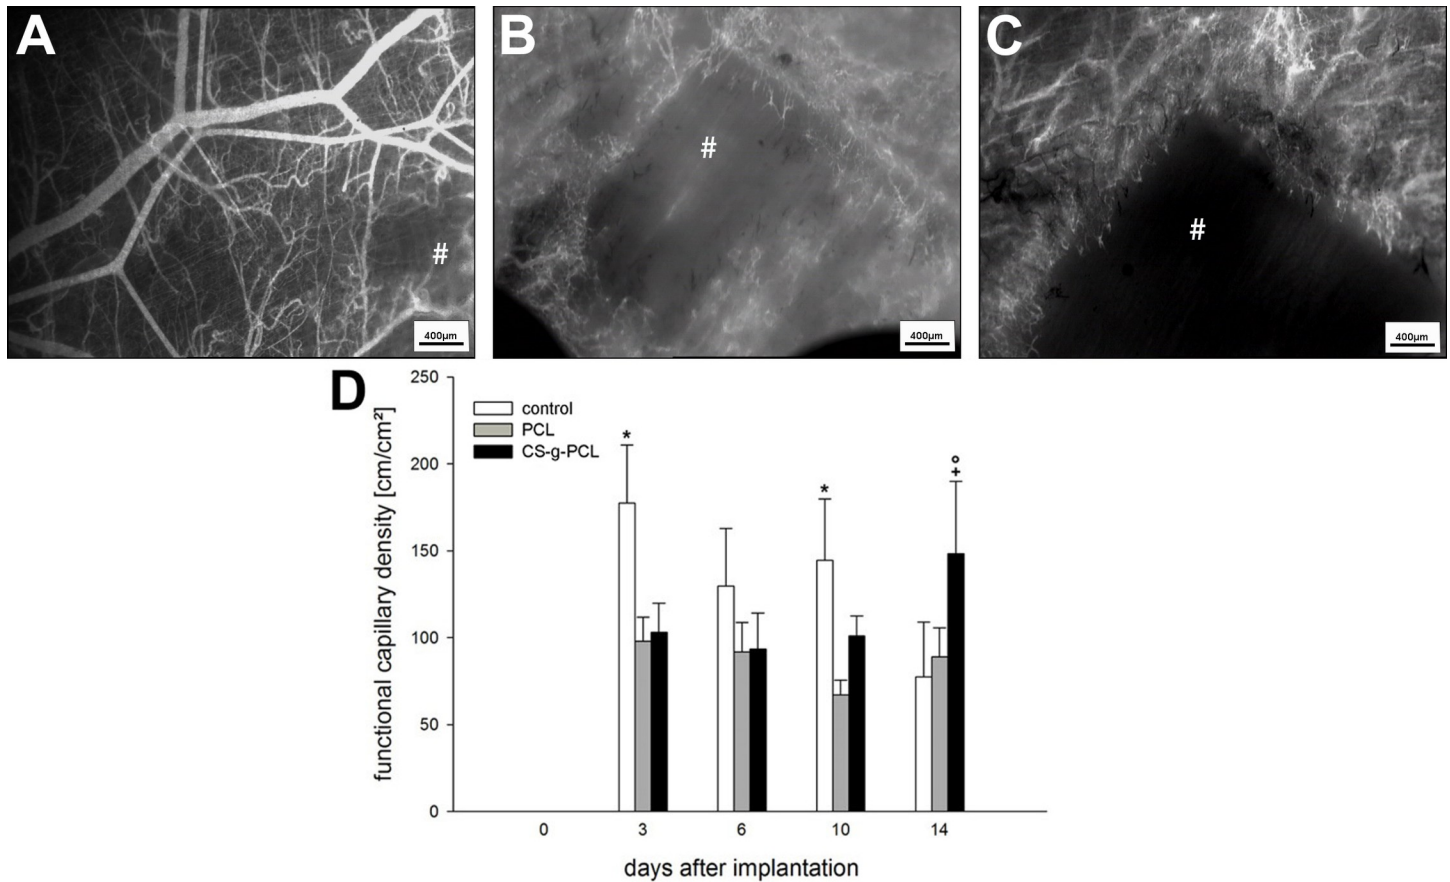 A
B
C
#
#
#
400µm
400µm
400µm
D
250
200
150
100
50
0
functional capillary density [cm/cm²]
control
PCL
CS-g-PCL
*
*
°
+
0
3
6
10
14
days after implantation